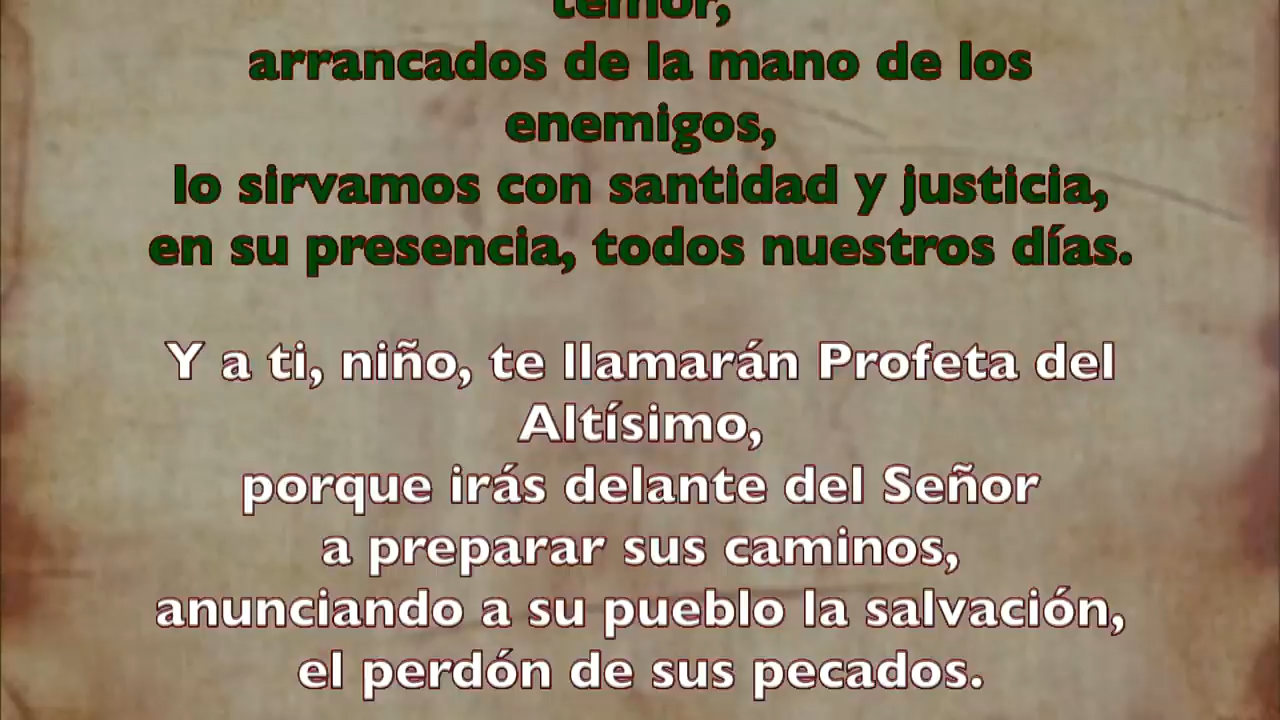 temor,
arrancados de la mano de los
enemigos,
lo sirvamos con santidad y justicia,
en su presencia, todos nuestros días.
Y a ti, niño, te llamarán Profeta del
Altísimo,
porque irás delante del Señor
a preparar sus caminos,
anunciando a su pueblo la salvación,
el perdón de sus pecados.